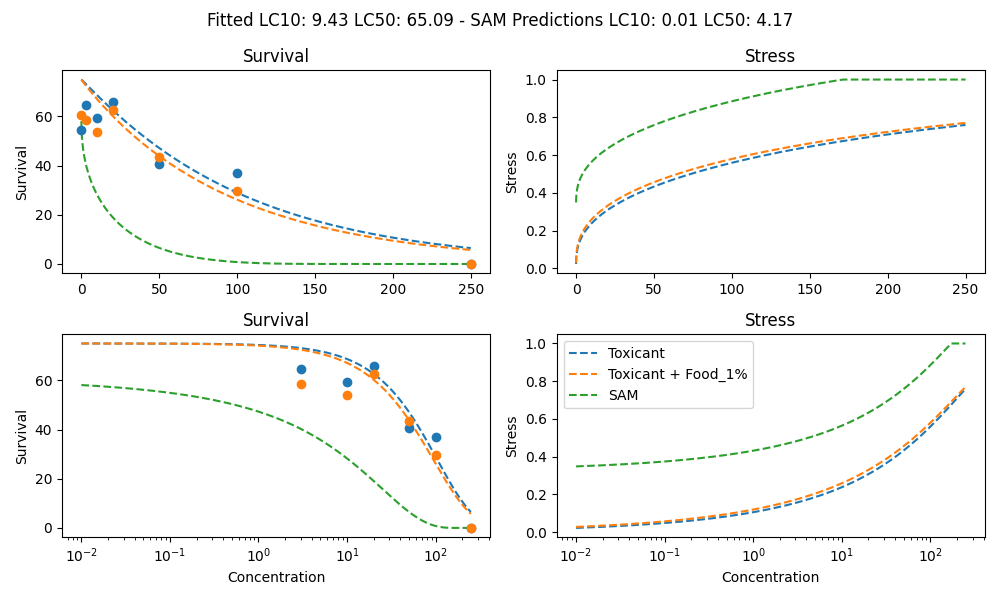 Fitted LC10: 9.43 LC50: 65.09 - SAM Predictions LC10: 0.01 LC50: 4.17
Survival
Survival
60
40
20
0
0 50 100 150 200 250
Stress
Stress
1.0
0.8
0.6
0.4
0.2
0.0
0 50 100 150 200 250
Survival
Survival
60
40
20
0
10⁻² 10⁻¹ 10⁰ 10¹ 10²
Concentration
Stress
Stress
1.0
0.8
0.6
0.4
0.2
0.0
Toxicant
Toxicant + Food_1%
SAM
10⁻² 10⁻¹ 10⁰ 10¹ 10²
Concentration